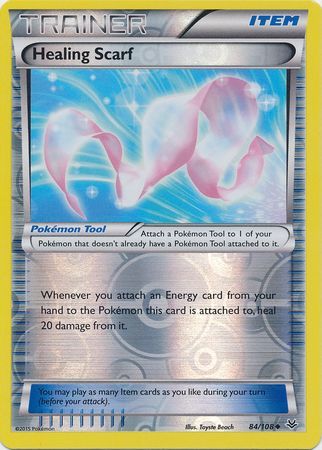 TRAINER
ITEM
Healing Scarf
Pokémon Tool
Attach a Pokémon Tool to 1 of your
Pokémon that doesn't already have a Pokémon Tool attached to it.
Whenever you attach an Energy card from your
hand to the Pokémon this card is attached to, heal
20 damage from it.
You may play as many Item cards as you like during your turn
(before your attack).
©2015 Pokémon
Illus. Toyste Beach
84/108